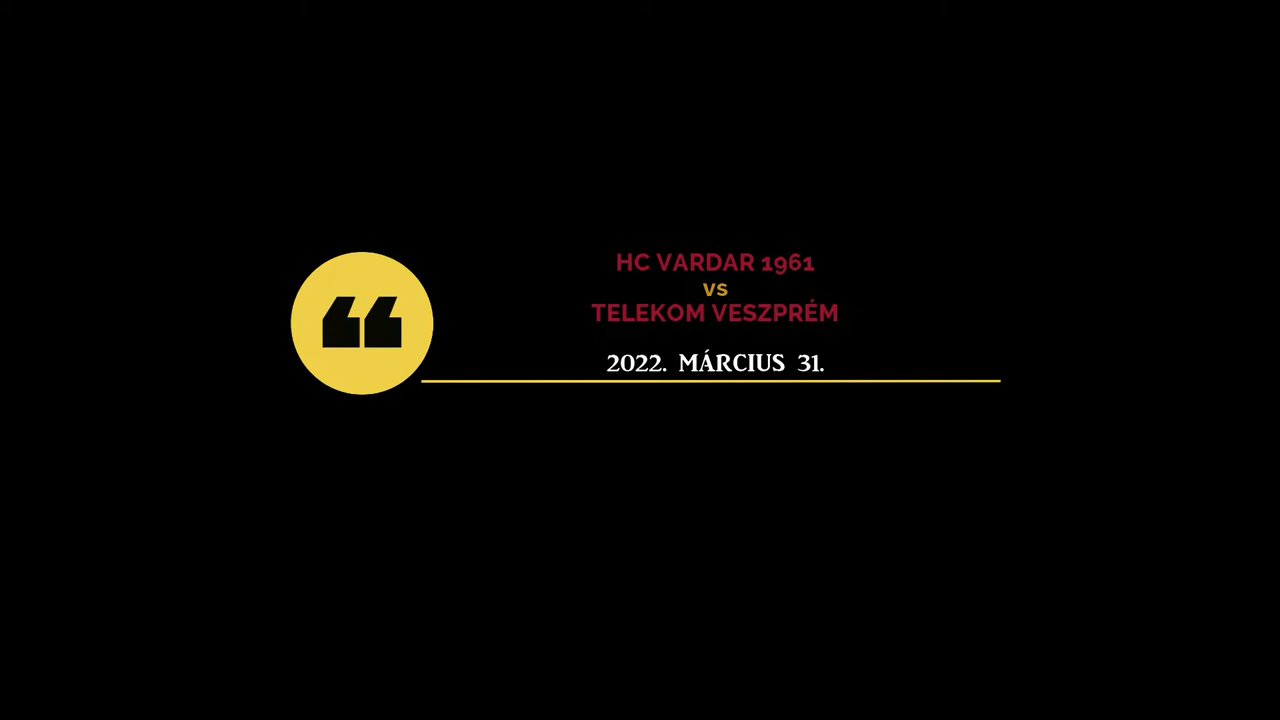 HC VARDAR 1961
vs
TELEKOM VESZPRÉM
2022. MÁRCIUS 31.